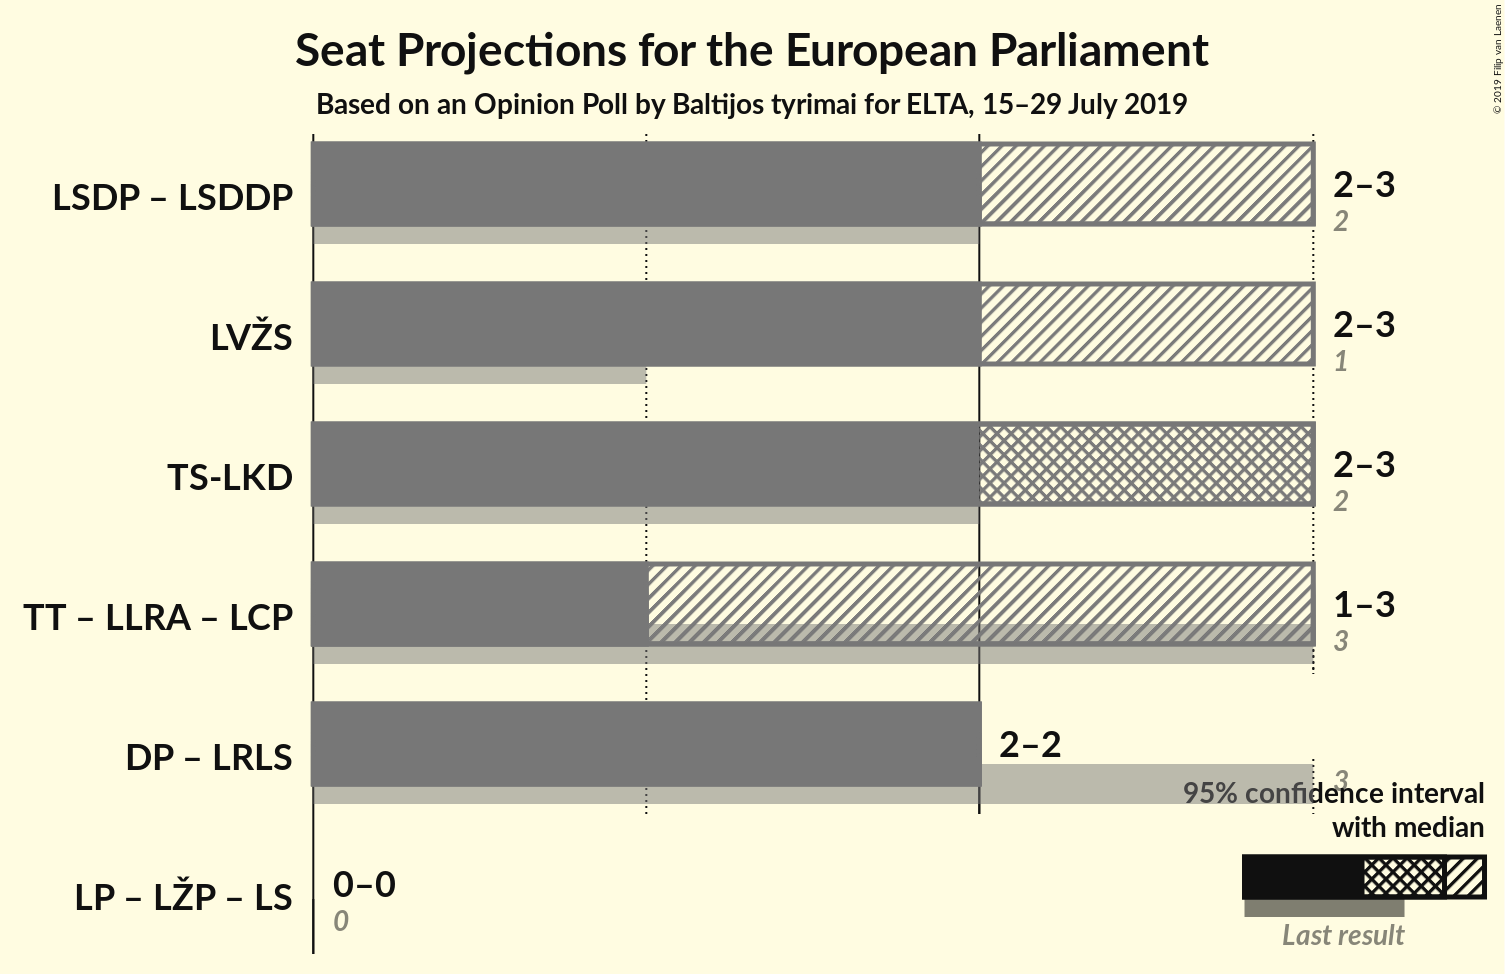 Seat Projections for the European Parliament
Based on an Opinion Poll by Baltijos tyrimai for ELTA, 15–29 July 2019
© 2019 Filip van Laenen
LSDP – LSDDP
2–3
2
LVŽS
2–3
1
TS-LKD
2–3
2
TT – LLRA – LCP
1–3
3
DP – LRLS
2–2
3
95% confidence interval
with median
LP – LŽP – LS
0–0
0
Last result